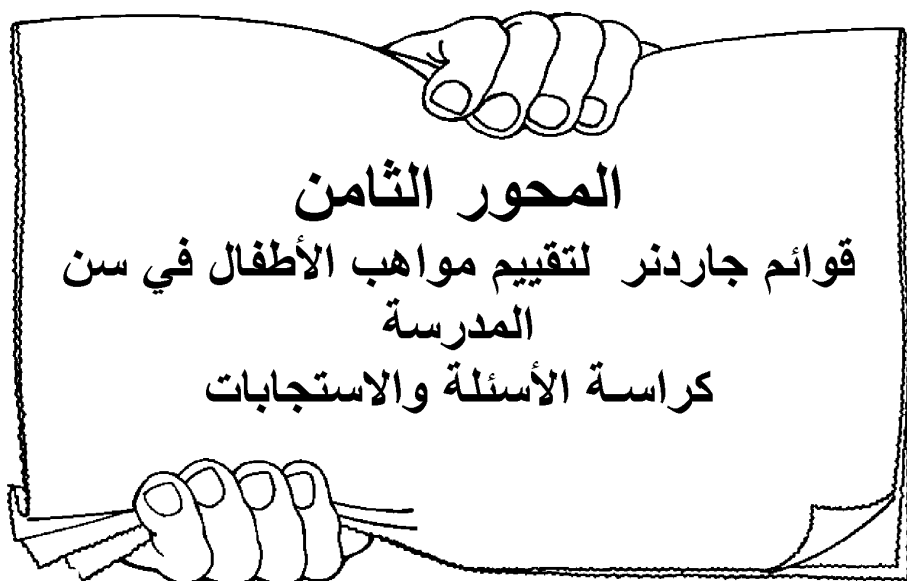 المحور الثامن
قوائم جاردنر لتقييم مواهب الأطفال في سن
المدرسة
كراسة الأسئلة والاستجابات